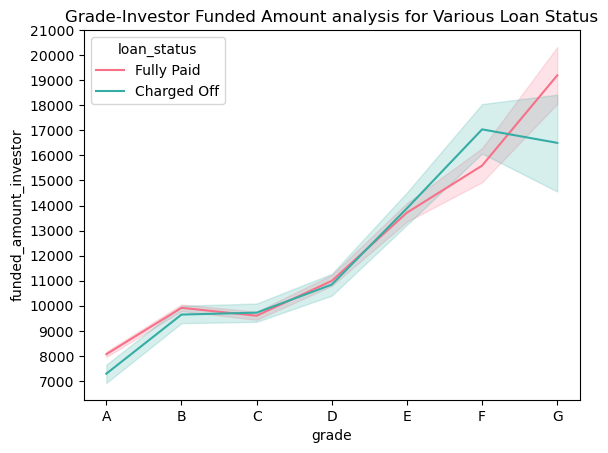 Grade-Investor Funded Amount analysis for Various Loan Status
loan_status
Fully Paid
Charged Off
funded_amount_investor
21000
20000
19000
18000
17000
16000
15000
14000
13000
12000
11000
10000
9000
8000
7000
A B C D E F G
grade